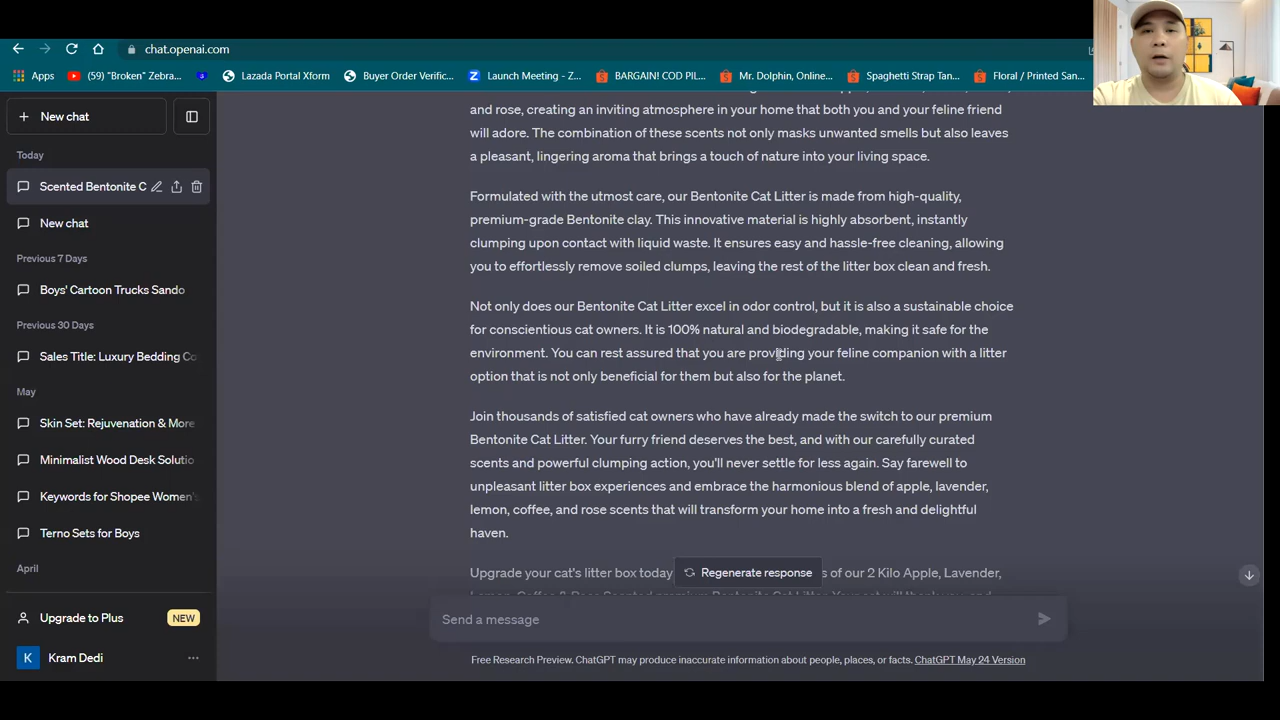 chat.openai.com
Apps
(59) "Broken" Zebra...
Lazada Portal Xform
Buyer Order Verific...
Launch Meeting - Z...
BARGAIN! COD PIL...
Mr. Dolphin, Online...
Spaghetti Strap Tan...
Floral / Printed San...
New chat
Today
Scented Bentonite C
New chat
Previous 7 Days
Boys' Cartoon Trucks Sando
Previous 30 Days
Sales Title: Luxury Bedding Co
May
Skin Set: Rejuvenation & More
Minimalist Wood Desk Solutio
Keywords for Shopee Women's
Terno Sets for Boys
April
Upgrade to Plus
NEW
K
Kram Dedi
and rose, creating an inviting atmosphere in your home that both you and your feline friend
will adore. The combination of these scents not only masks unwanted smells but also leaves
a pleasant, lingering aroma that brings a touch of nature into your living space.
Formulated with the utmost care, our Bentonite Cat Litter is made from high-quality,
premium-grade Bentonite clay. This innovative material is highly absorbent, instantly
clumping upon contact with liquid waste. It ensures easy and hassle-free cleaning, allowing
you to effortlessly remove soiled clumps, leaving the rest of the litter box clean and fresh.
Not only does our Bentonite Cat Litter excel in odor control, but it is also a sustainable choice
for conscientious cat owners. It is 100% natural and biodegradable, making it safe for the
environment. You can rest assured that you are providing your feline companion with a litter
option that is not only beneficial for them but also for the planet.
Join thousands of satisfied cat owners who have already made the switch to our premium
Bentonite Cat Litter. Your furry friend deserves the best, and with our carefully curated
scents and powerful clumping action, you'll never settle for less again. Say farewell to
unpleasant litter box experiences and embrace the harmonious blend of apple, lavender,
lemon, coffee, and rose scents that will transform your home into a fresh and delightful
haven.
Upgrade your cat's litter box today
Regenerate response
s of our 2 Kilo Apple, Lavender,
Send a message
Free Research Preview. ChatGPT may produce inaccurate information about people, places, or facts. ChatGPT May 24 Version